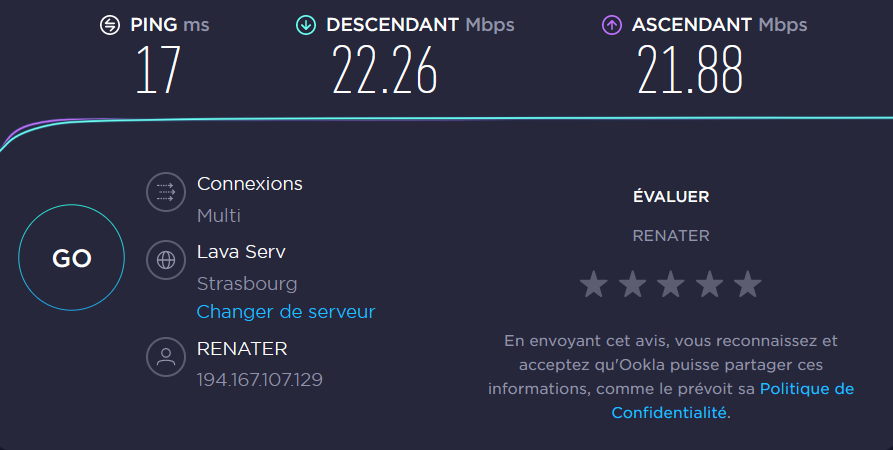 PING ms
17
DESCENDANT Mbps
22.26
ASCENDANT Mbps
21.88
GO
Connexions
Multi
Lava Serv
Strasbourg
Changer de serveur
RENATER
194.167.107.129
ÉVALUER
RENATER
En envoyant cet avis, vous reconnaissez et
acceptez qu'Ookla puisse partager ces
informations, comme le prévoit sa Politique de
Confidentialité.